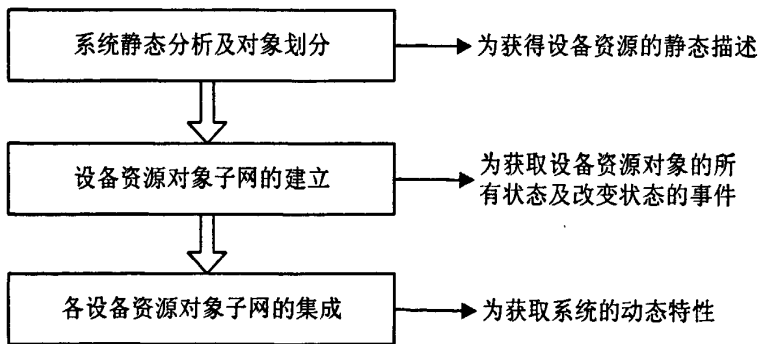 系统静态分析及对象划分
为获得设备资源的静态描述
设备资源对象子网的建立
为获取设备资源对象的所
有状态及改变状态的事件
各设备资源对象子网的集成
为获取系统的动态特性